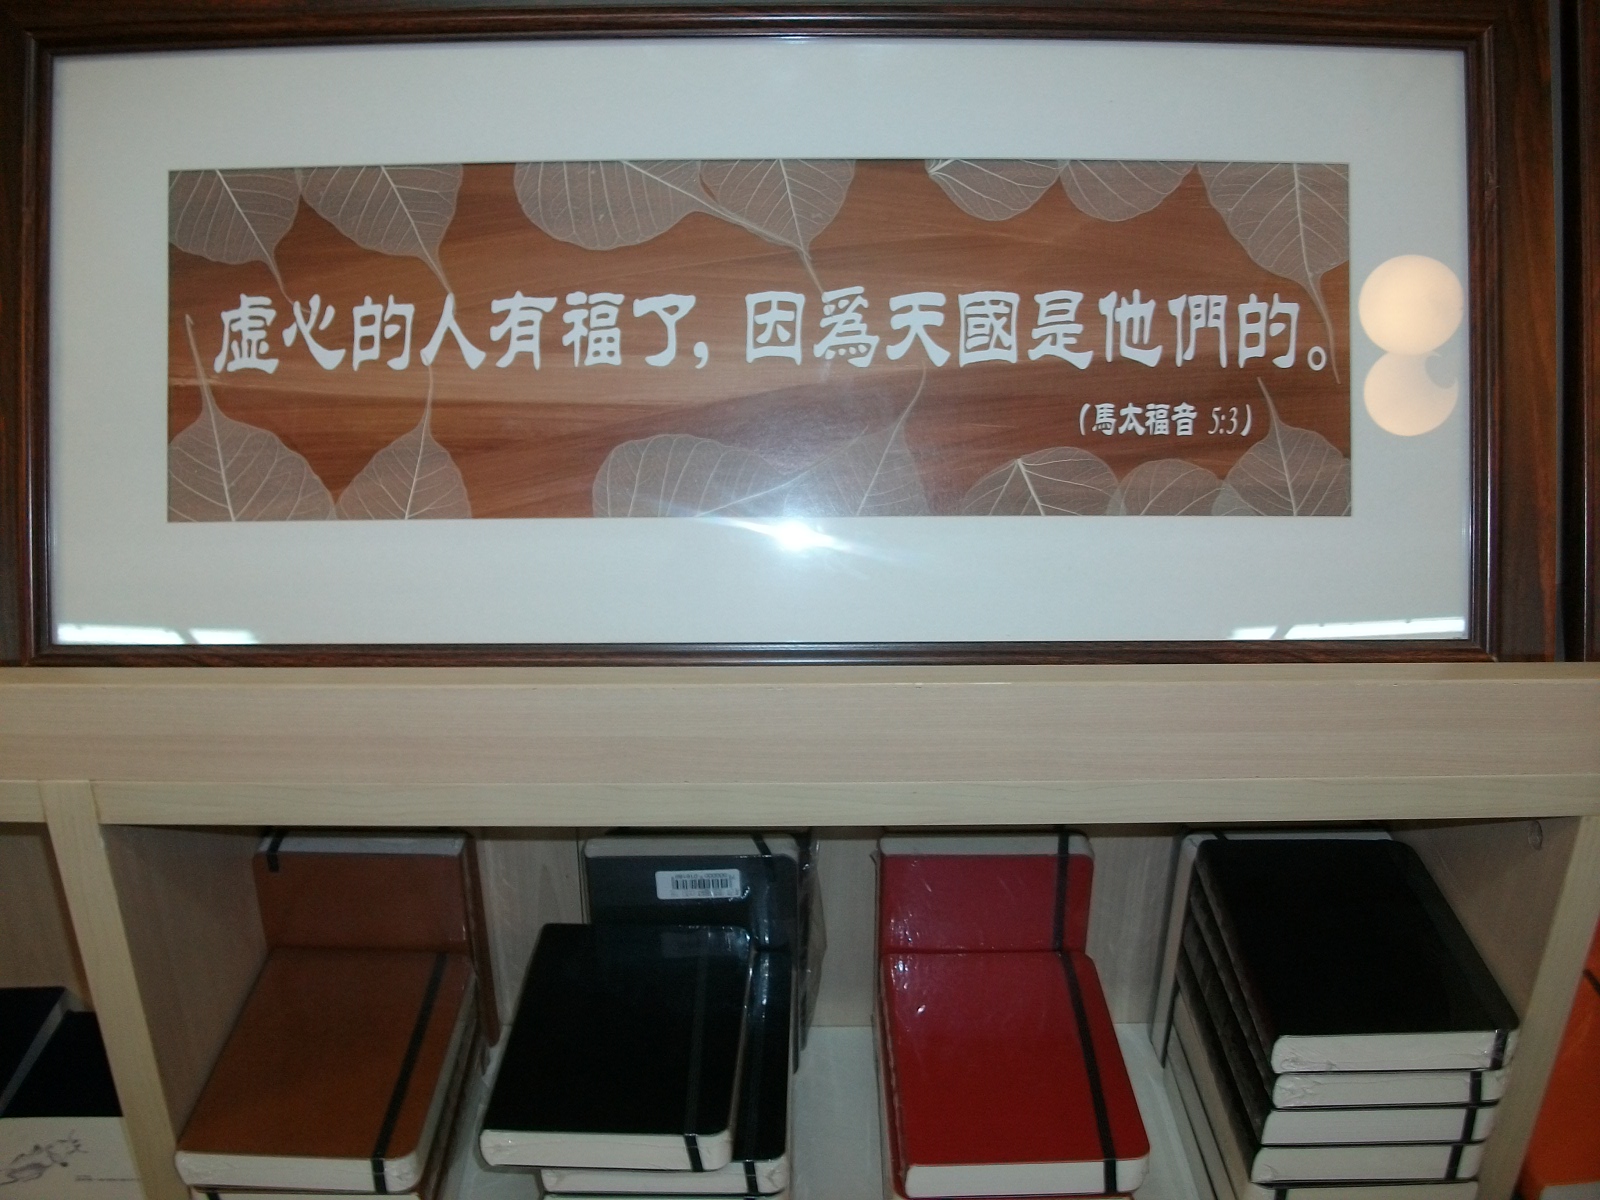 虛心的人有福了，因爲天國是他們的。
（馬太福音 5:3）